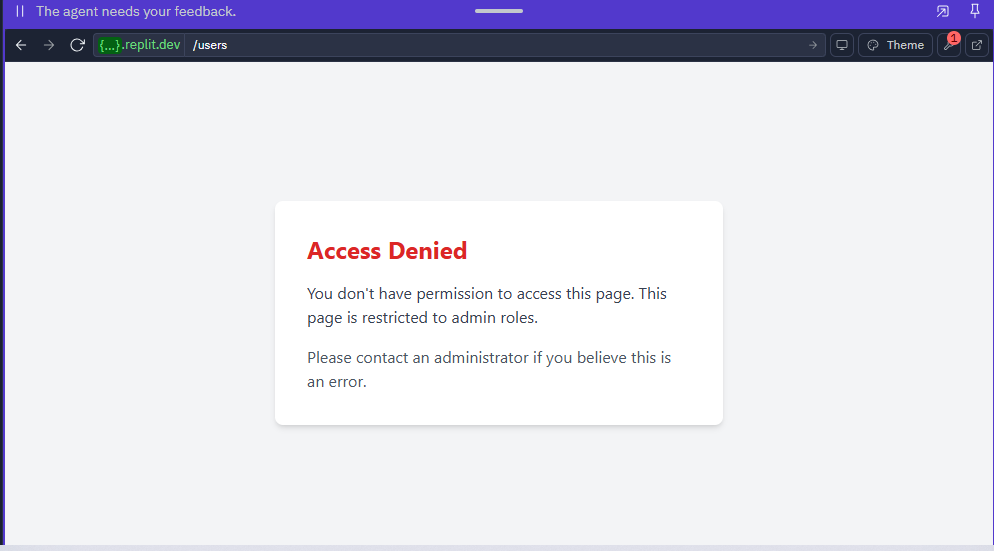 The agent needs your feedback.
{...}.replit.dev /users
Theme
1
Access Denied
You don't have permission to access this page. This
page is restricted to admin roles.
Please contact an administrator if you believe this is
an error.